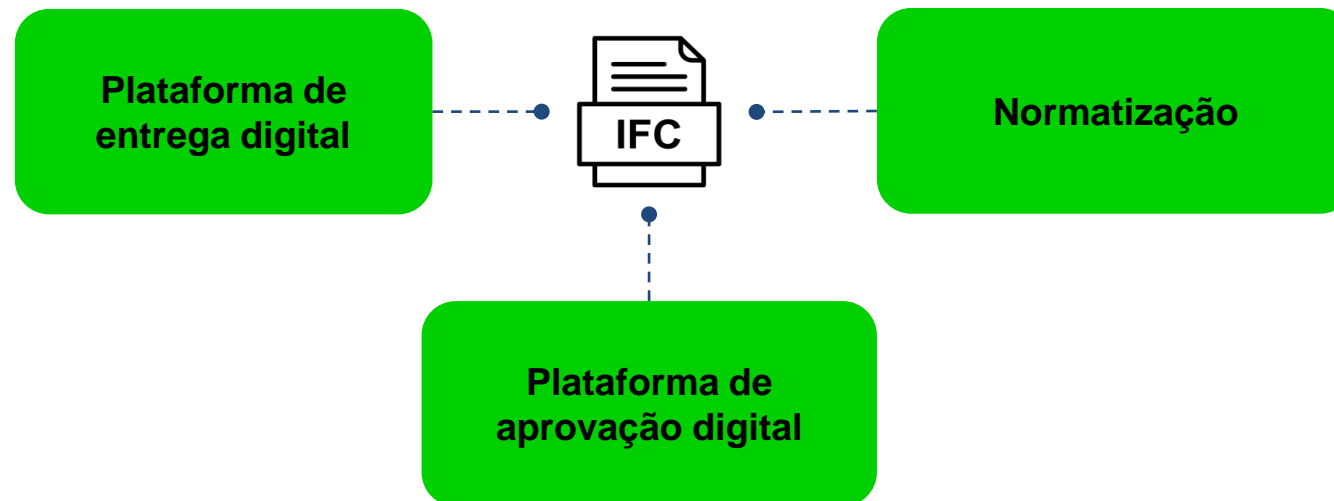 Plataforma de
entrega digital
IFC
Normatização
Plataforma de
aprovação digital